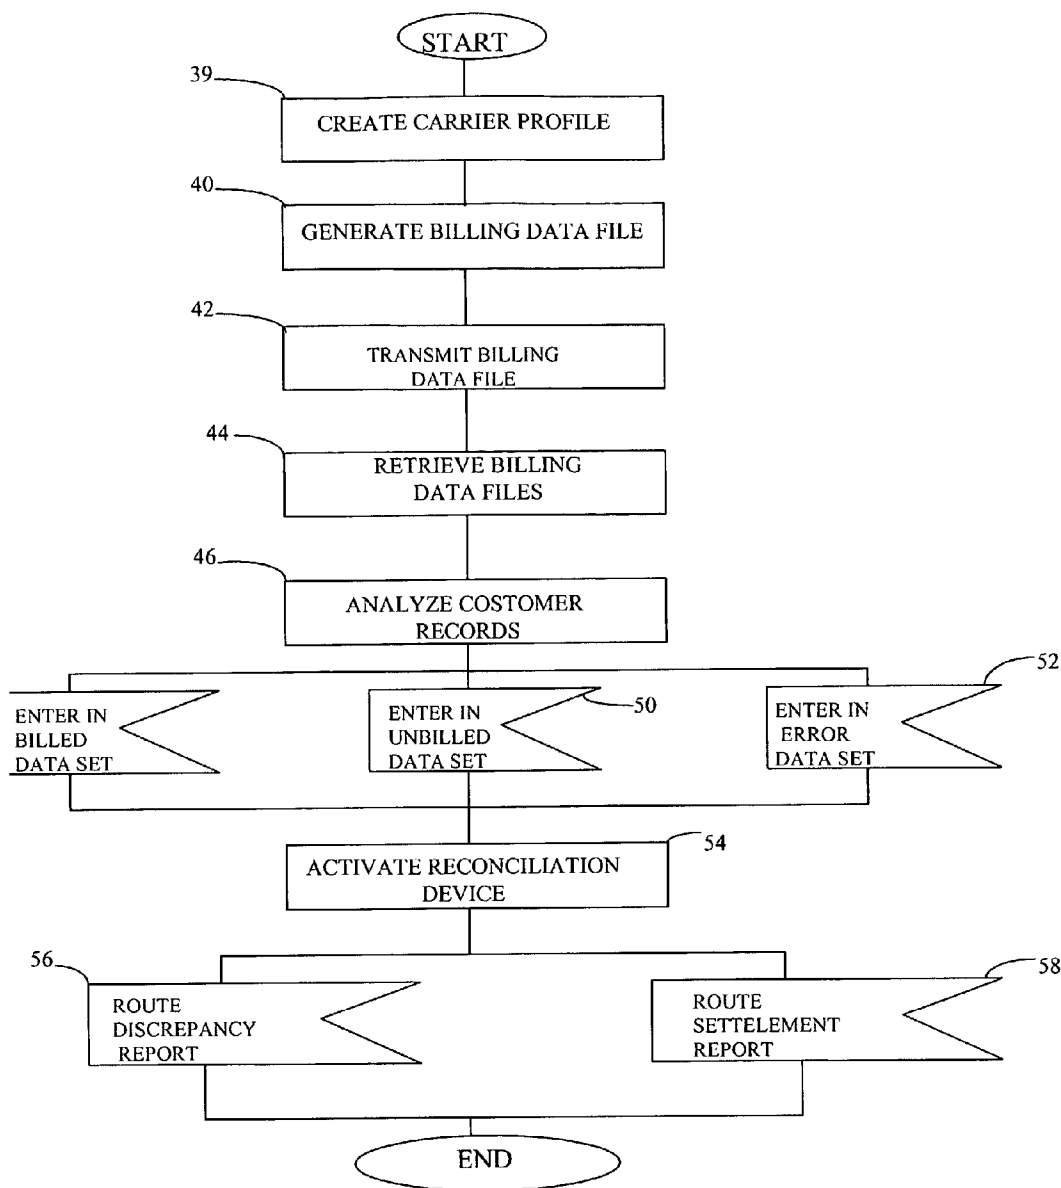 START
39
CREATE CARRIER PROFILE
40
GENERATE BILLING DATA FILE
42
TRANSMIT BILLING
DATA FILE
44
RETRIEVE BILLING
DATA FILES
46
ANALYZE COSTOMER
RECORDS
ENTER IN
BILLED
DATA SET
50
ENTER IN
UNBILLED
DATA SET
52
ENTER IN
ERROR
DATA SET
54
ACTIVATE RECONCILIATION
DEVICE
56
ROUTE
DISCREPANCY
REPORT
58
ROUTE
SETTELEMENT
REPORT
END